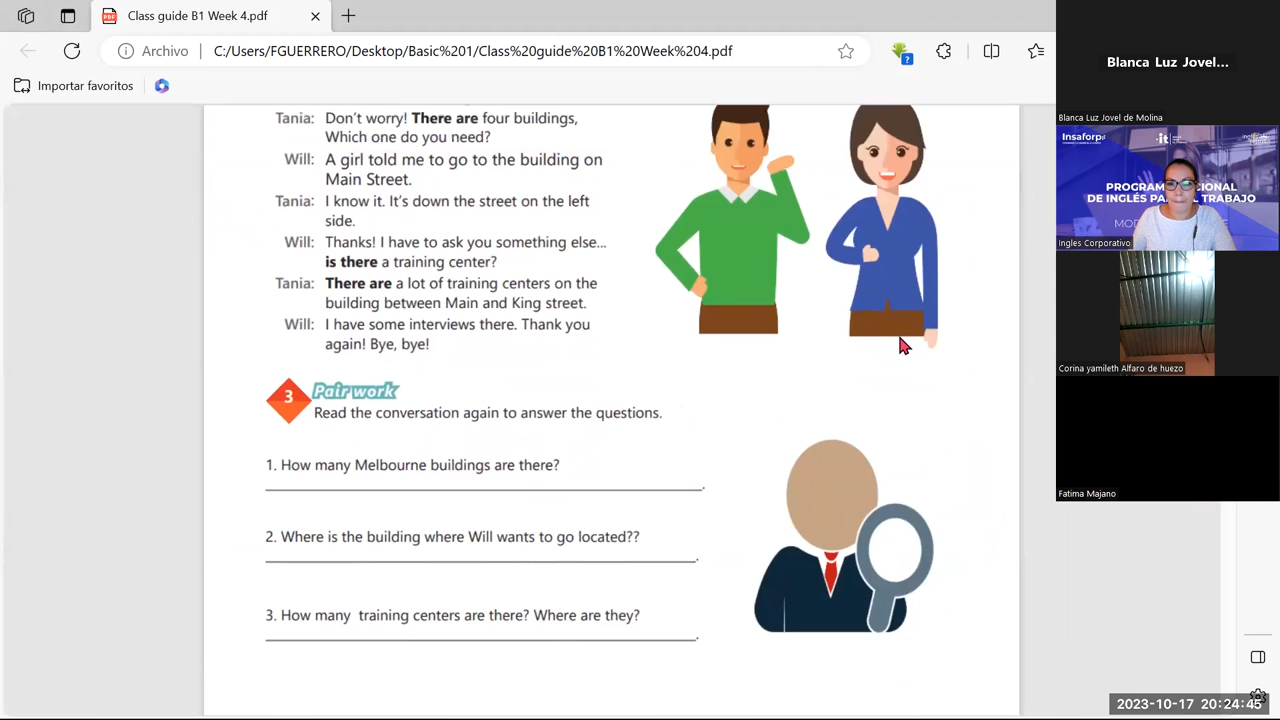 Class guide B1 Week 4.pdf
Archivo
C:/Users/FGUERRERO/Desktop/Basic%201/Class%20guide%20B1%20Week%204.pdf
Importar favoritos
Tania: Don't worry! There are four buildings,
Which one do you need?
Will: A girl told me to go to the building on
Main Street.
Tania: I know it. It's down the street on the left
side.
Will: Thanks! I have to ask you something else...
is there a training center?
Tania: There are a lot of training centers on the
building between Main and King street.
Will: I have some interviews there. Thank you
again! Bye, bye!
3 Pair work
Read the conversation again to answer the questions.
1. How many Melbourne buildings are there?
2. Where is the building where Will wants to go located??
3. How many training centers are there? Where are they?
Blanca Luz Jovel...
Blanca Luz Jovel de Molina
Insaforp
Ingles Corporativo
Corina yamileth Alfaro de huezo
Fatima Majano
2023-10-17 20:24:45